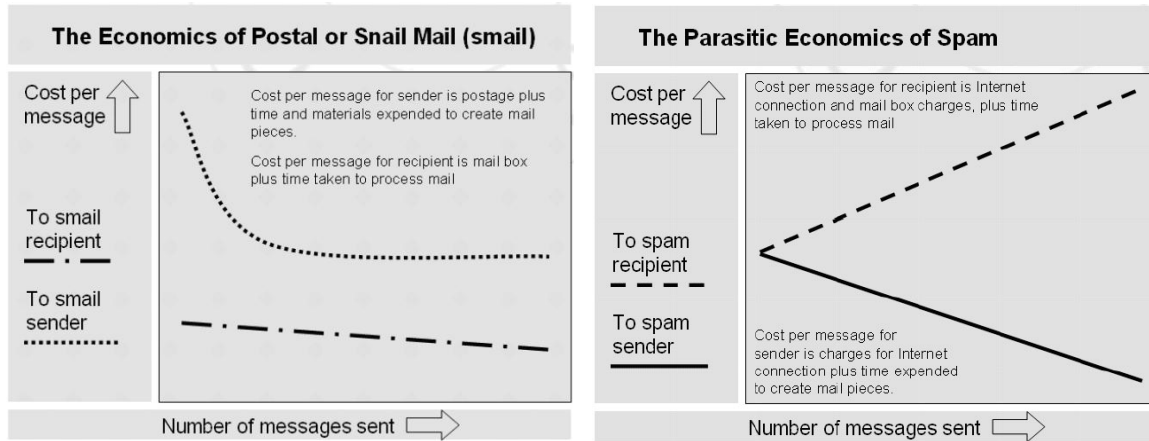 The Economics of Postal or Snail Mail (smail)
Cost per
message
Cost per message for sender is postage plus
time and materials expended to create mail
pieces.
Cost per message for recipient is mail box
plus time taken to process mail
To smail
recipient
To smail
sender
Number of messages sent
The Parasitic Economics of Spam
Cost per
message
Cost per message for recipient is Internet
connection and mail box charges, plus time
taken to process mail
To spam
recipient
To spam
sender
Cost per message for
sender is charges for Internet
connection plus time expended
to create mail pieces.
Number of messages sent